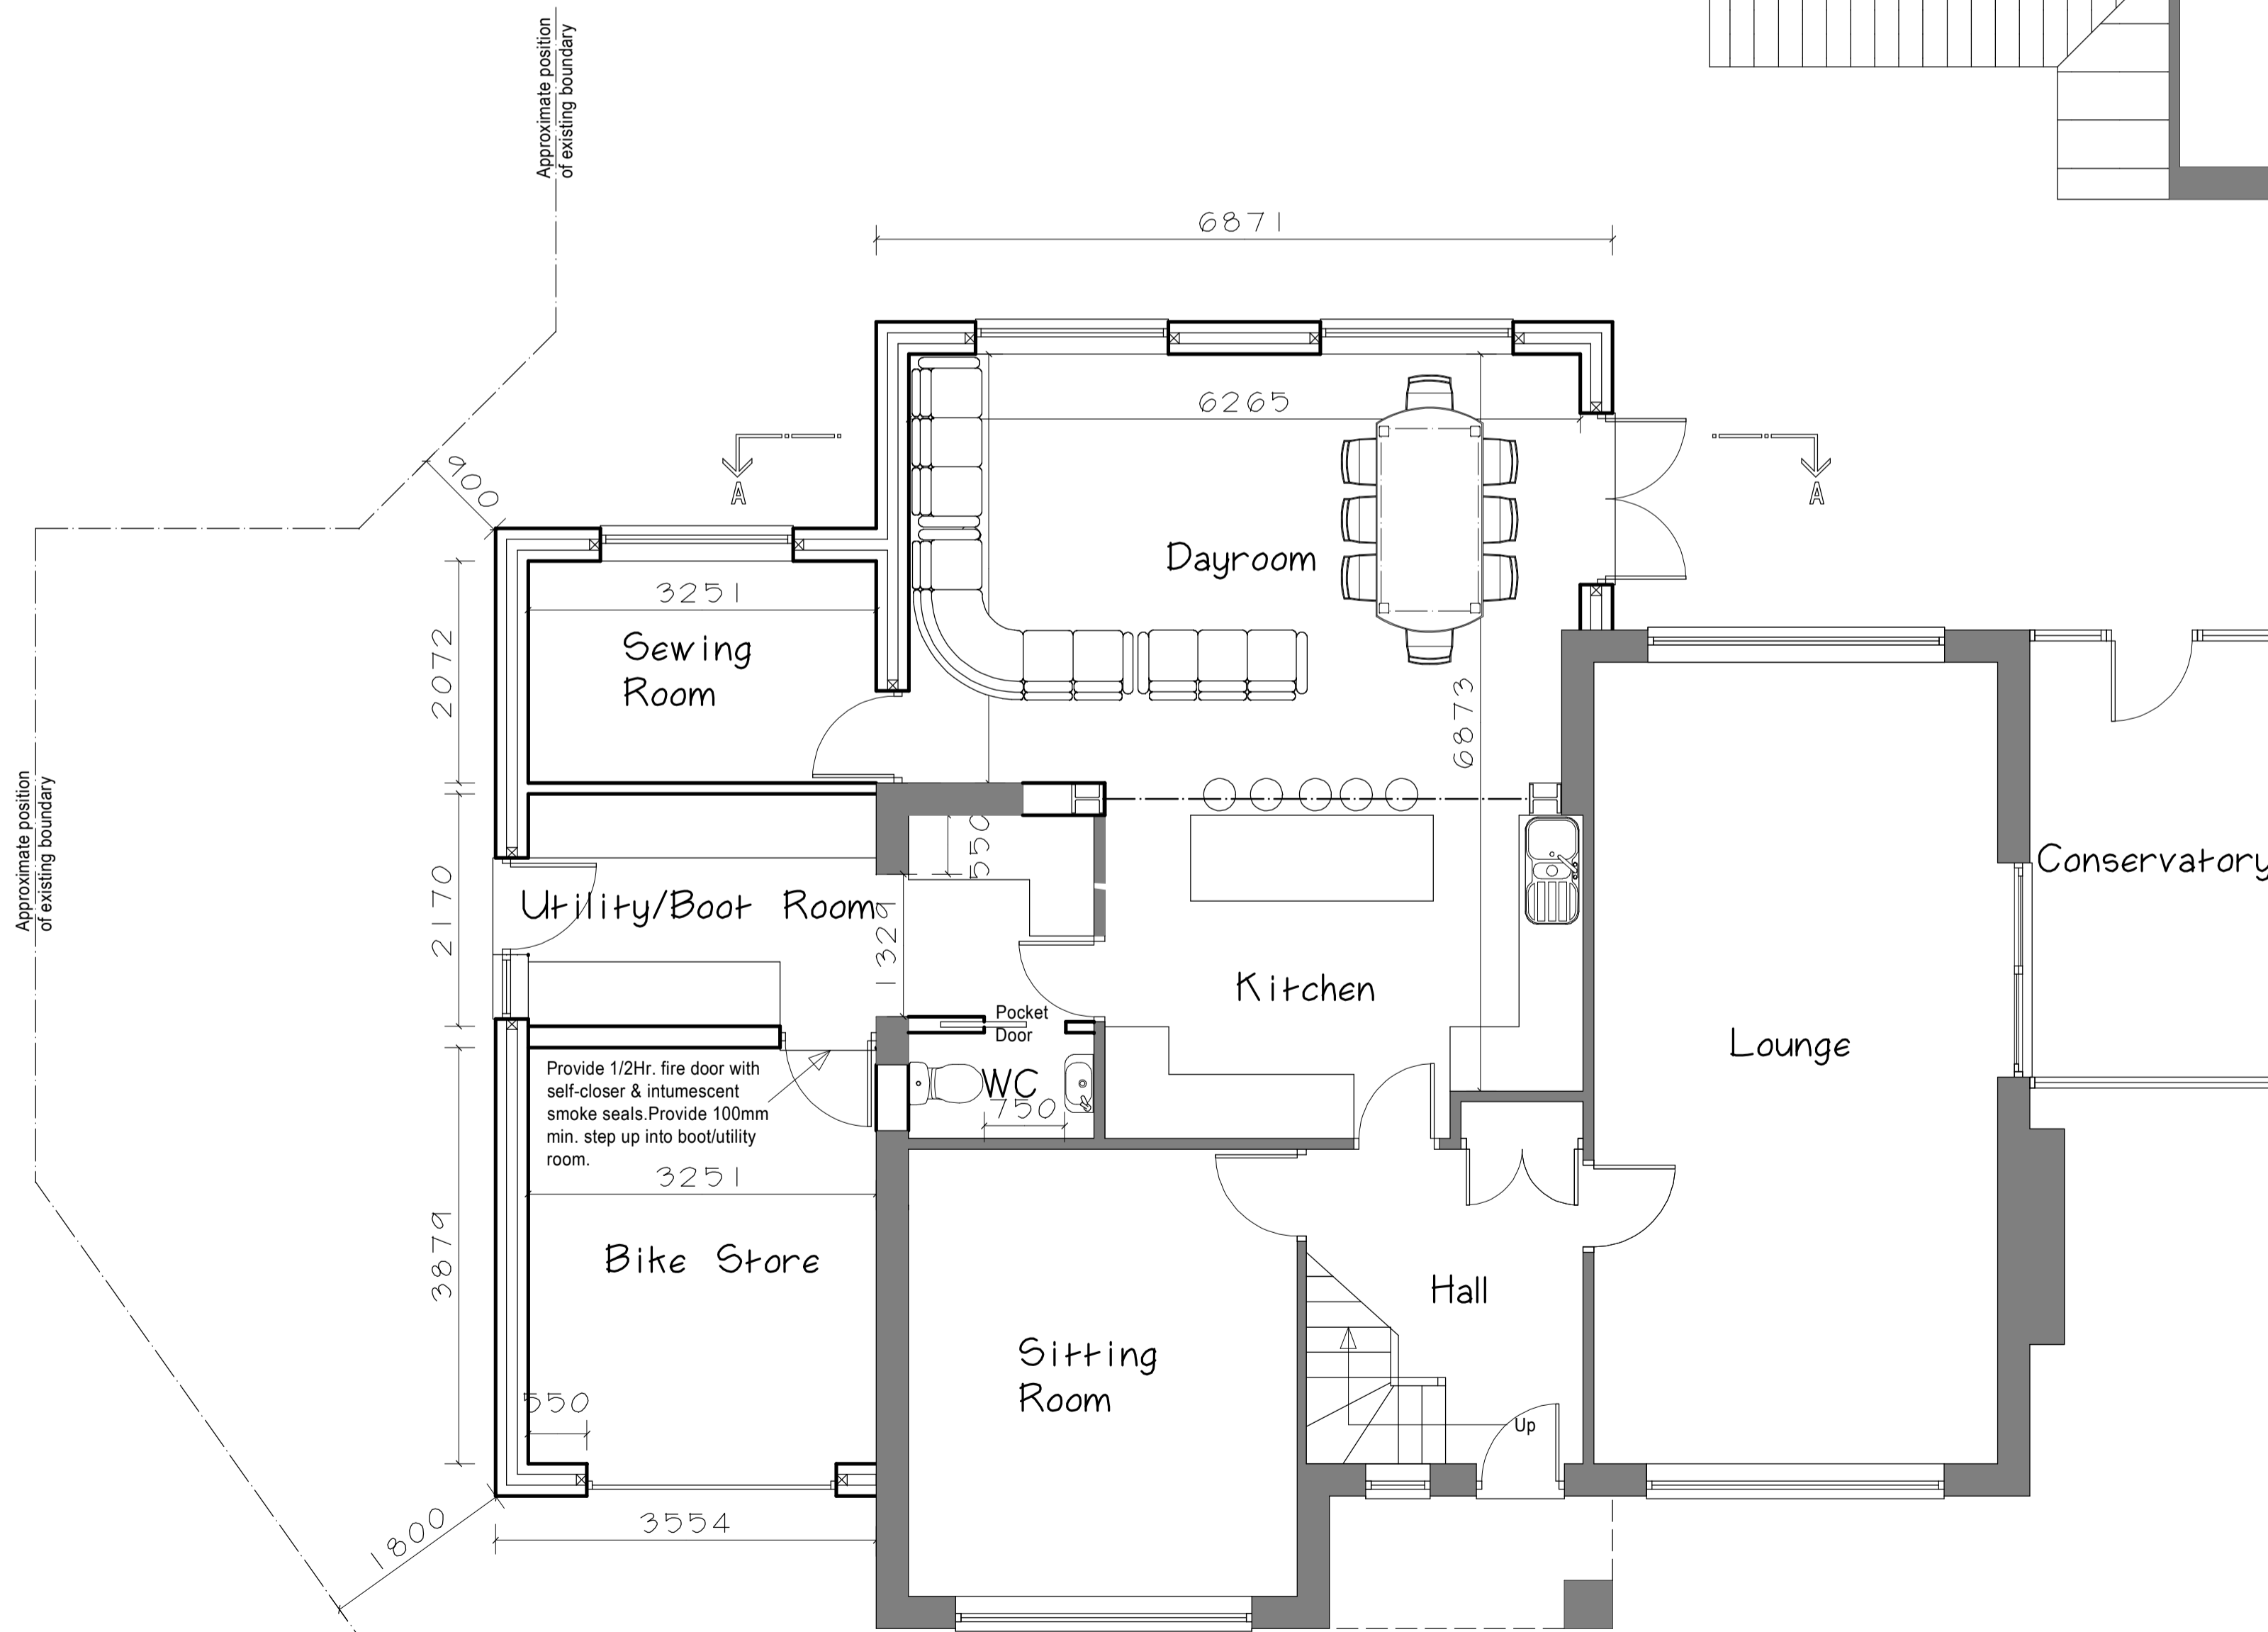 Approximate position
of existing boundary
6871
6265
A
A
900
Dayroom
3251
Sewing
Room
2072
6873
Approximate position
of existing boundary
550
Conservatory
Utility/Boot Room
2170
1329
Kitchen
Pocket
Door
Lounge
WC
750
Provide 1/2Hr. fire door with
self-closer & intumescent
smoke seals.Provide 100mm
min. step up into boot/utility
room.
3251
3879
Bike Store
Hall
Sitting
Room
550
Up
3554
1800